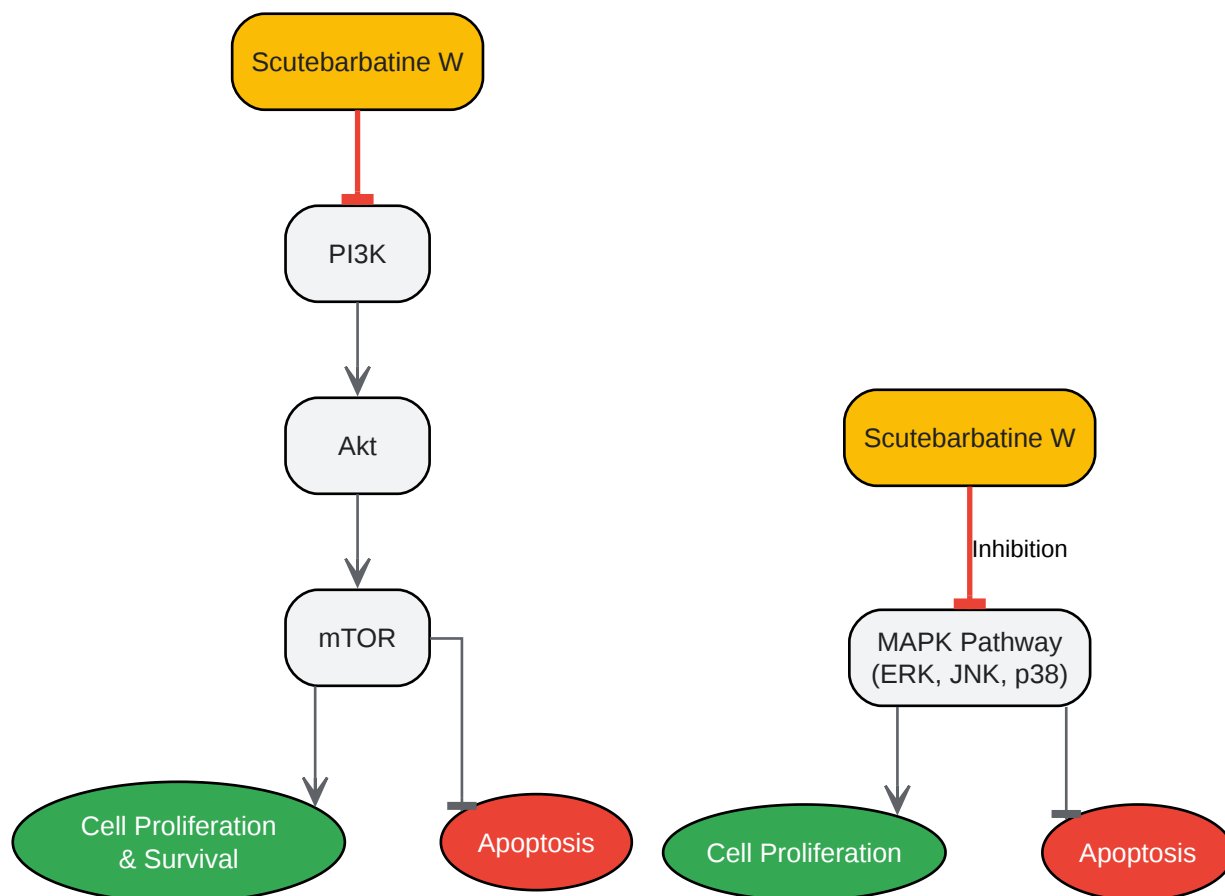 Scutebarbatine W
PI3K
Akt
mTOR
Cell Proliferation
& Survival
Apoptosis
Scutebarbatine W
Inhibition
MAPK Pathway
(ERK, JNK, p38)
Cell Proliferation
Apoptosis